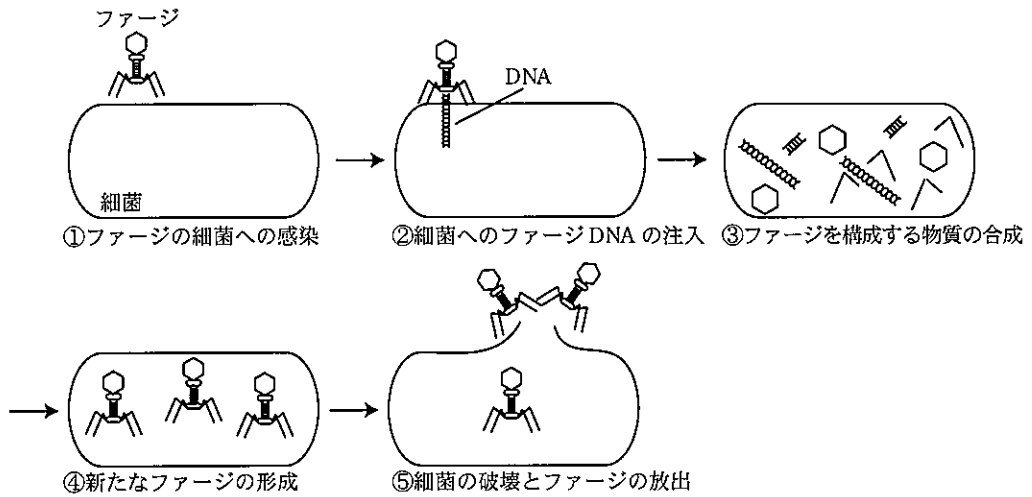 ファージ
DNA
細菌
①ファージの細菌への感染
②細菌へのファージDNAの注入
③ファージを構成する物質の合成
④新たなファージの形成
⑤細菌の破壊とファージの放出